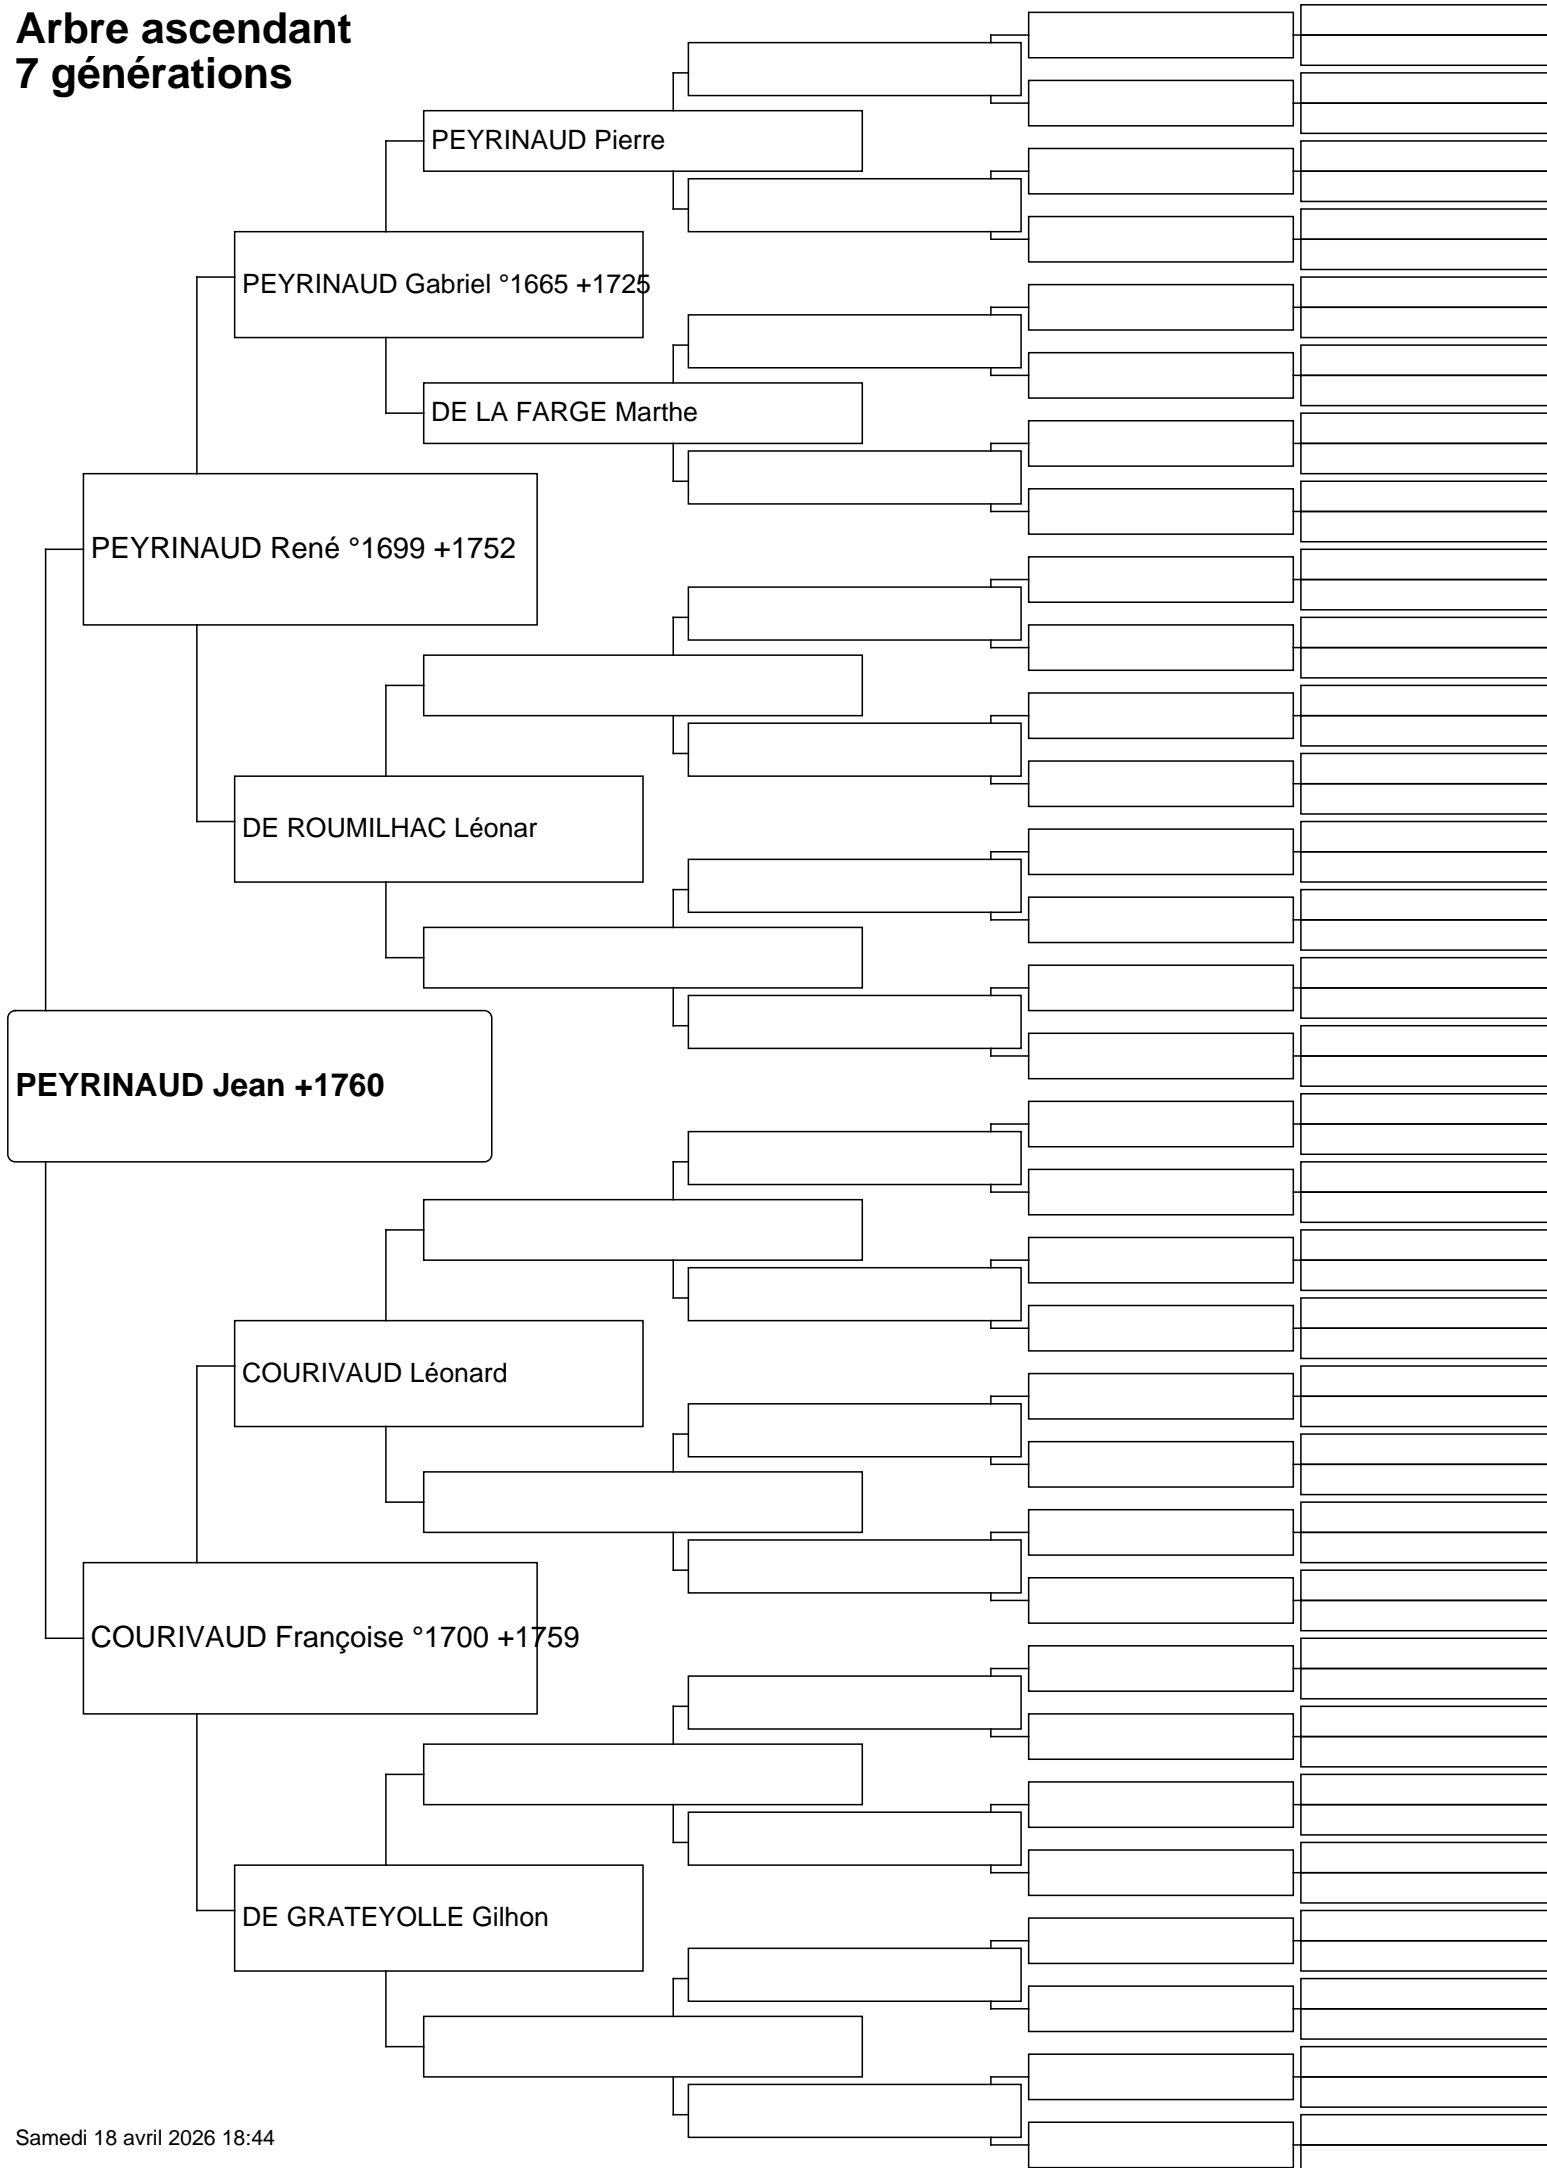 Arbre ascendant
7 générations
PEYRINAUD Pierre
PEYRINAUD Gabriel °1665 +1725
DE LA FARGE Marthe
PEYRINAUD René °1699 +1752
DE ROUMILHAC Léonar
PEYRINAUD Jean +1760
COURIVAUD Léonard
COURIVAUD Françoise °1700 +1759
DE GRATEYOLLE Gilhon
Samedi 18 avril 2026 18:44